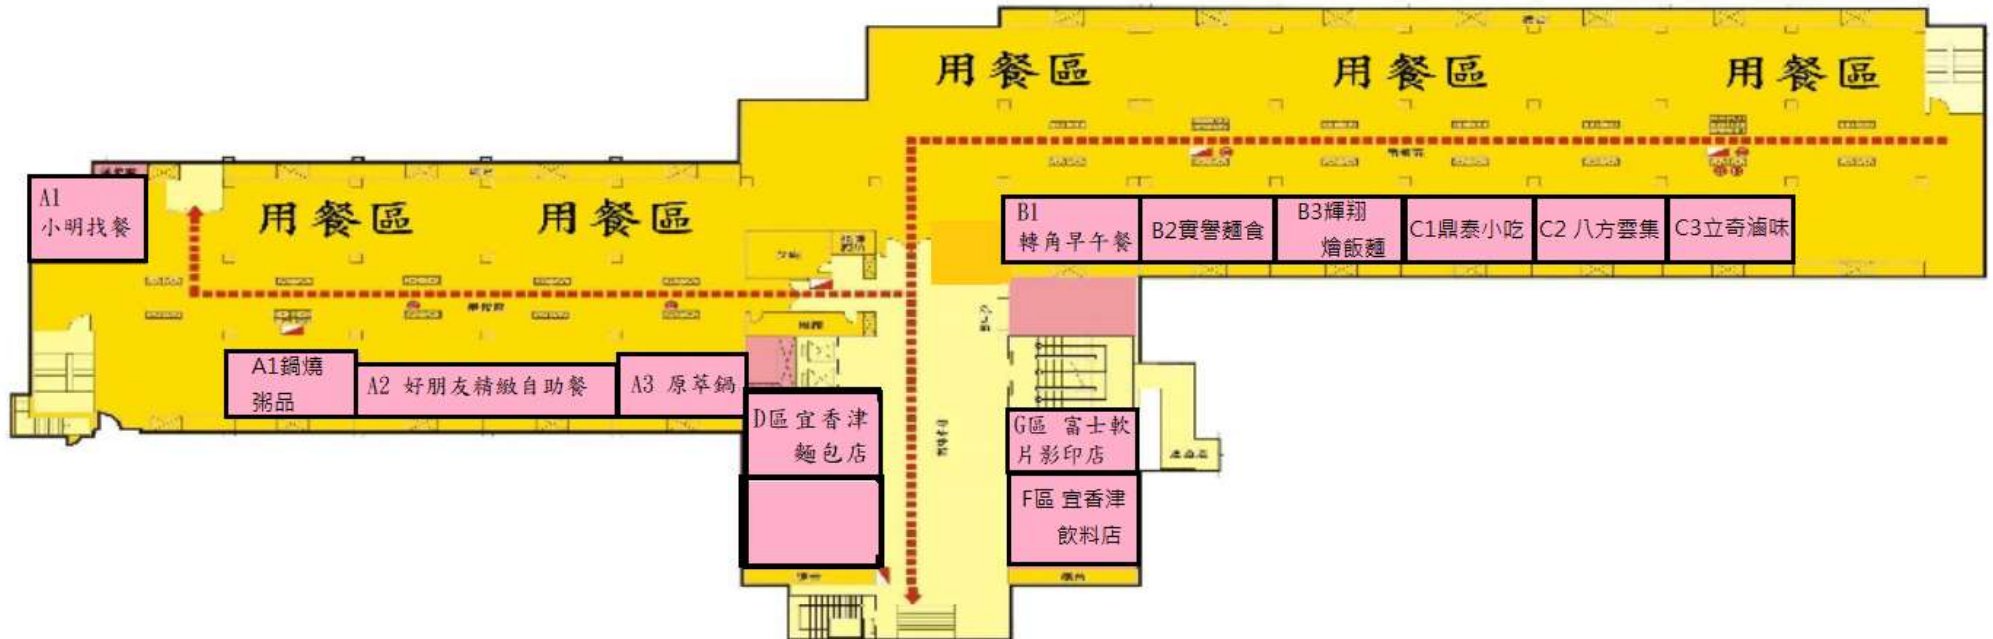 用餐區
用餐區
用餐區
A1
小明找餐
用餐區
用餐區
B1
轉角早午餐
B2實譽麵食
B3輝翔
燴飯麵
C1鼎泰小吃
C2 八方雲集
C3立奇滷味
A1鍋燒
粥品
A2 好朋友精緻自助餐
A3 原萃鍋
D區宜香津
麵包店
G區 富士軟
片影印店
F區 宜香津
飲料店